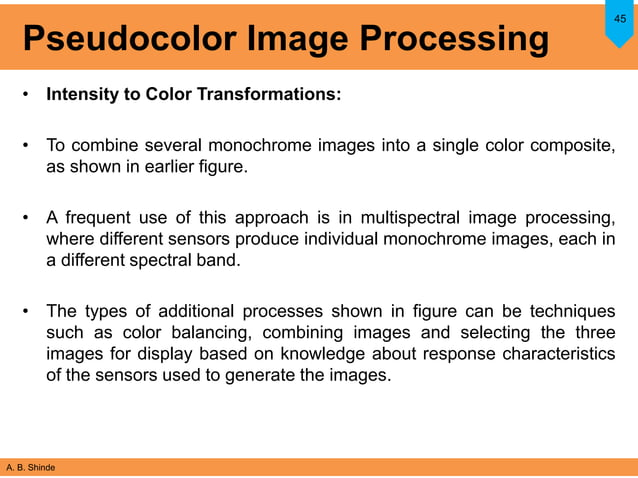 45
Pseudocolor Image Processing
• Intensity to Color Transformations:
• To combine several monochrome images into a single color composite,
as shown in earlier figure.
• A frequent use of this approach is in multispectral image processing,
where different sensors produce individual monochrome images, each in
a different spectral band.
• The types of additional processes shown in figure can be techniques
such as color balancing, combining images and selecting the three
images for display based on knowledge about response characteristics
of the sensors used to generate the images.
A. B. Shinde